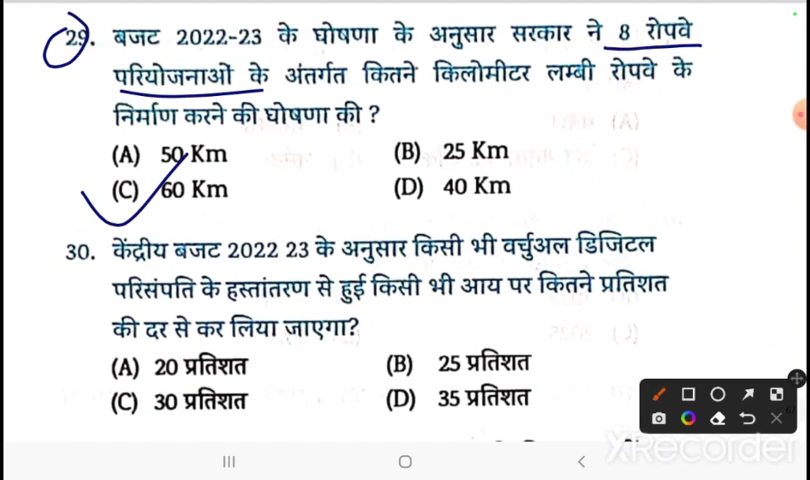 29. बजट 2022-23 के घोषणा के अनुसार सरकार ने 8 रोपवे
परियोजनाओं के अंतर्गत कितने किलोमीटर लम्बी रोपवे के
निर्माण करने की घोषणा की ?
(A) 50 Km (B) 25 Km
(C) 60 Km (D) 40 Km
30. केंद्रीय बजट 2022 23 के अनुसार किसी भी वर्चुअल डिजिटल
परिसंपति के हस्तांतरण से हुई किसी भी आय पर कितने प्रतिशत
की दर से कर लिया जाएगा?
(A) 20 प्रतिशत (B) 25 प्रतिशत
(C) 30 प्रतिशत (D) 35 प्रतिशत
XRecorder